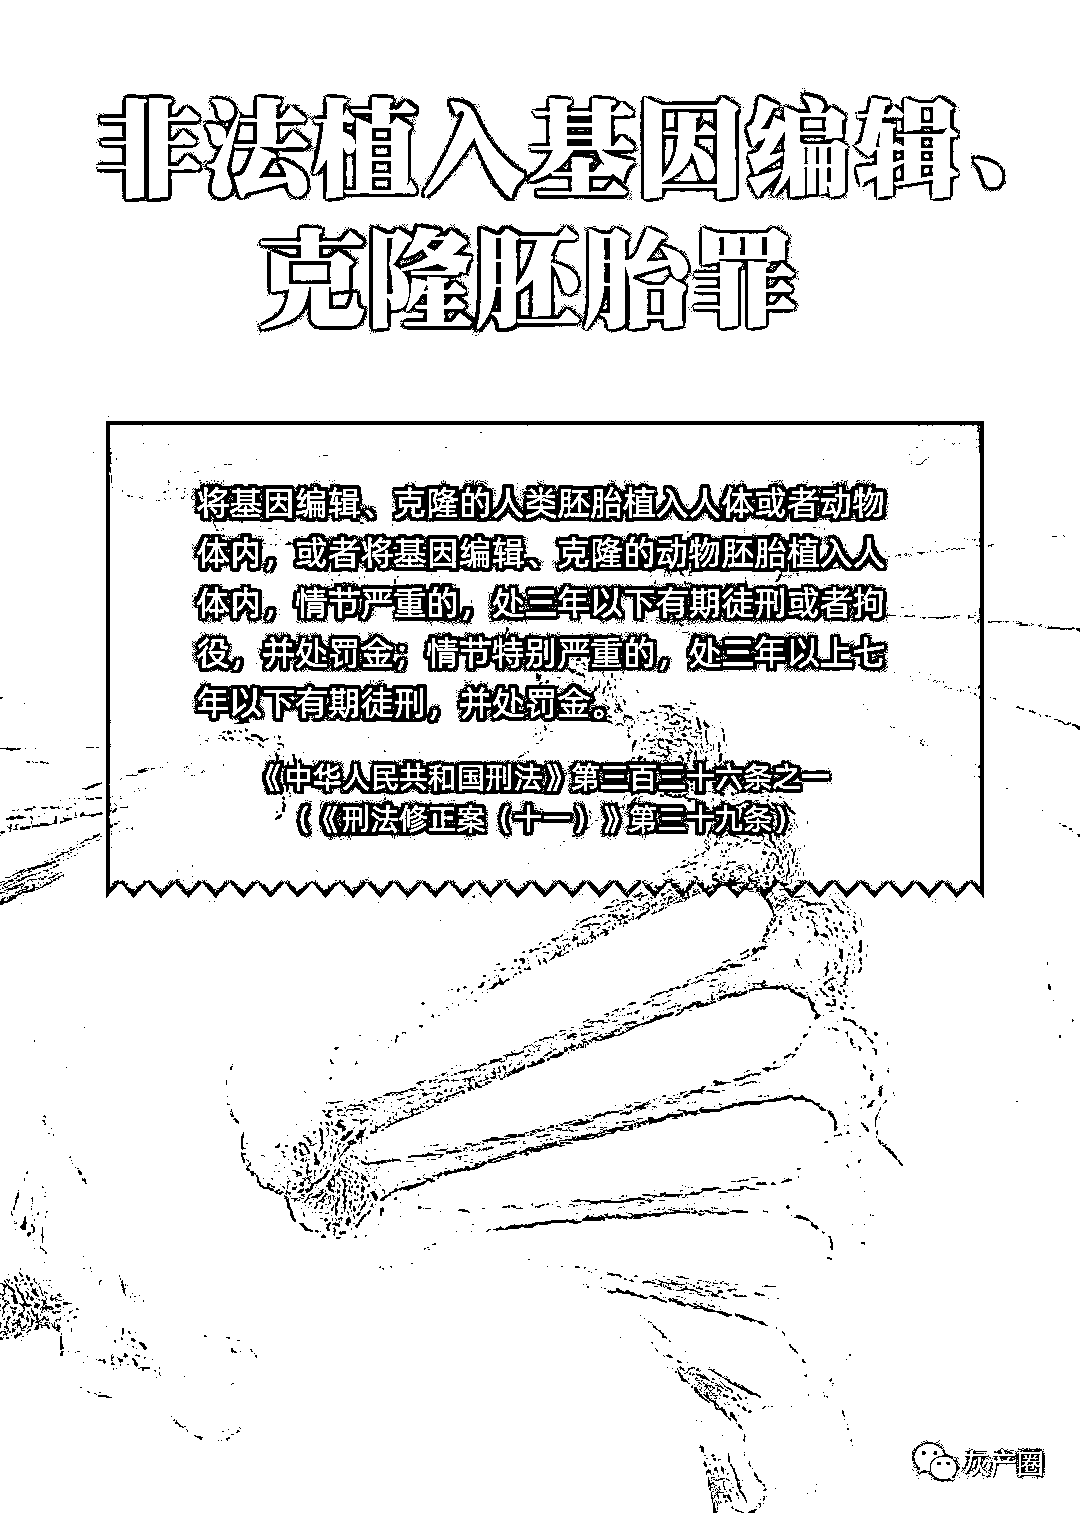 非法植入基因编辑、
克隆胚胎罪
将基因编辑、克隆的人类胚胎植入人体或者动物
体内，或者将基因编辑、克隆的动物胚胎植入人
体内，情节严重的，处三年以下有期徒刑或者拘
役，并处罚金；情节特别严重的，处三年以上七
年以下有期徒刑，并处罚金。
《中华人民共和国刑法》第三百三十六条之一
（《刑法修正案（十一）》第三十九条）
灰产圈